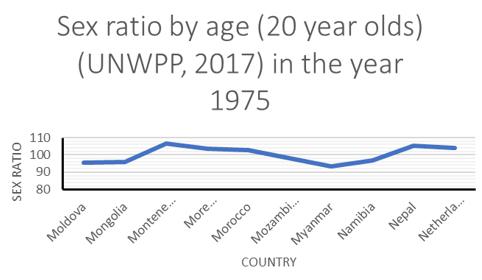 Sex ratio by age (20 year olds)
(UNWPP, 2017) in the year
1975
SEX RATIO
110
100
90
80
Moldova
Mongolia
Montene...
More...
Morocco
Mozambi...
Myanmar
Namibia
Nepal
Netherla...
COUNTRY